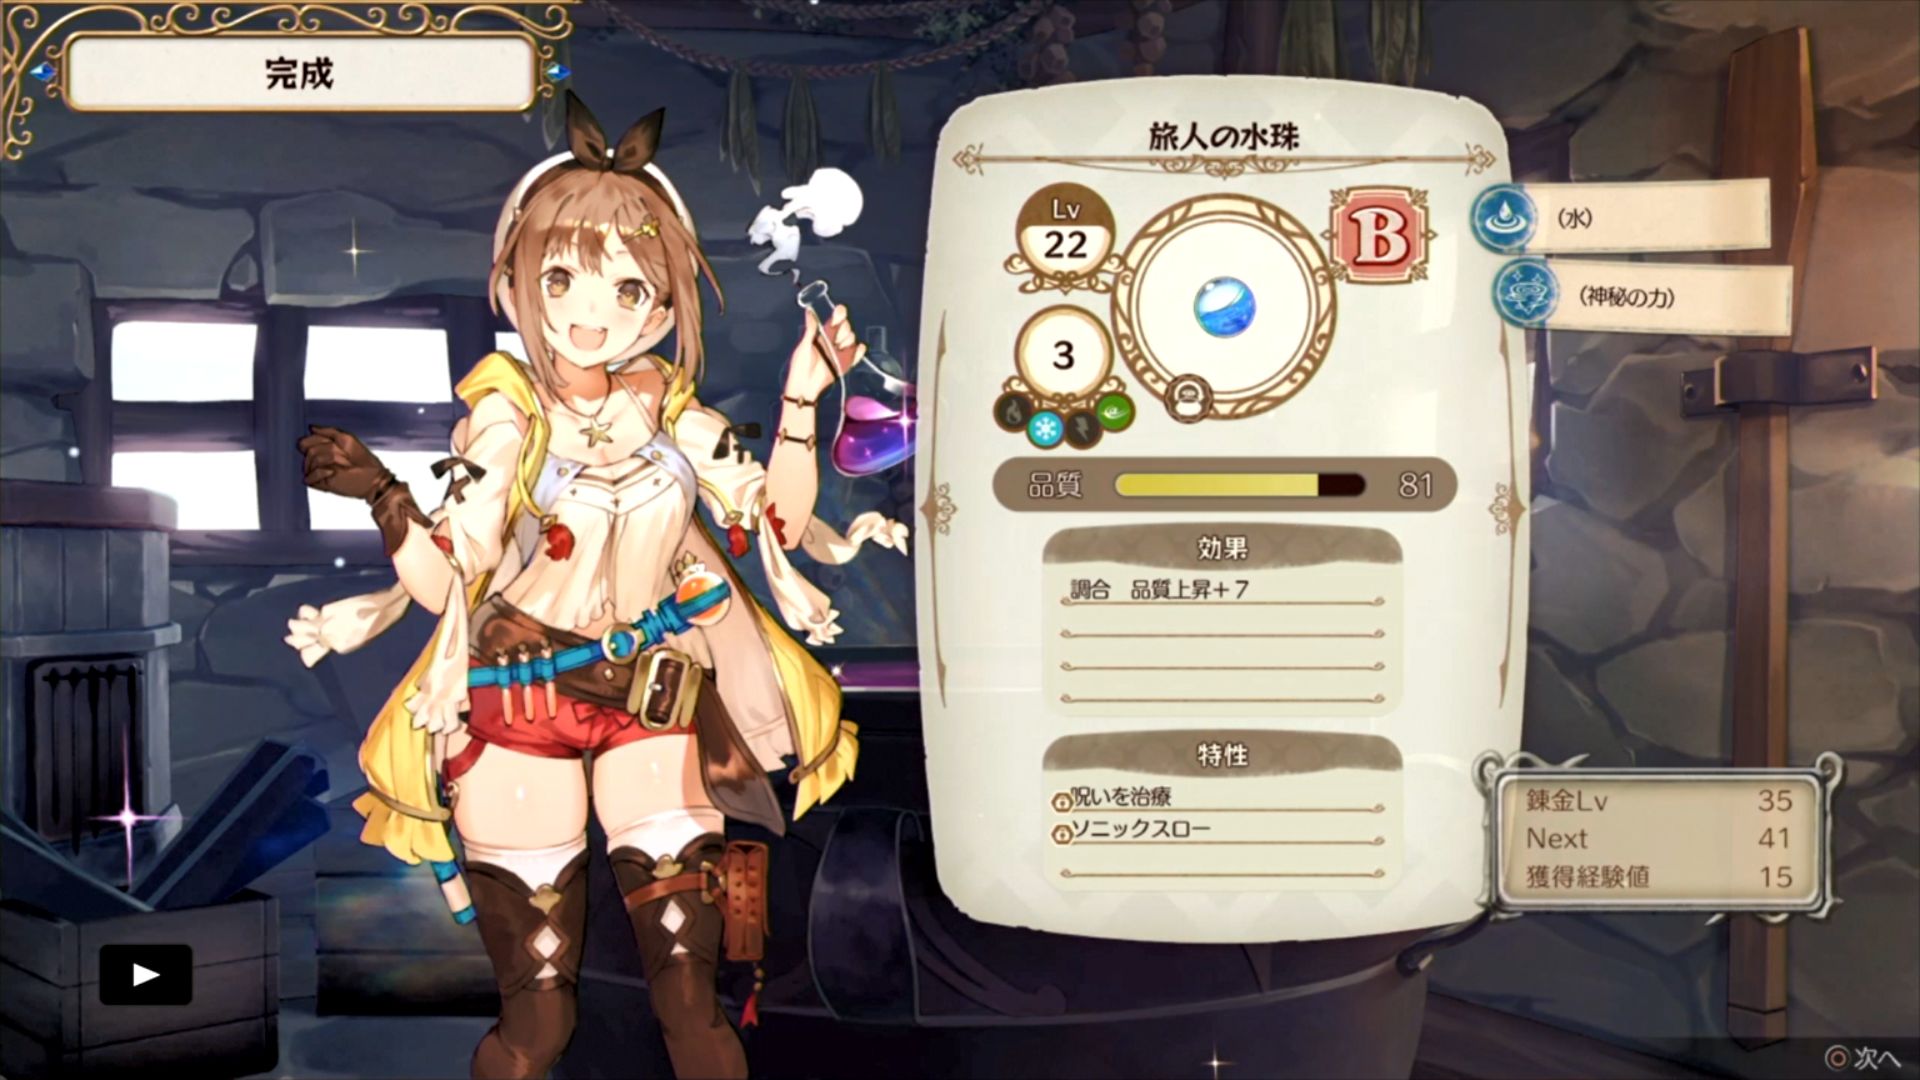 完成
旅人の水珠
Lv
22
B
(水)
(神秘の力)
3
品質 81
効果
調合 品質上昇+7
特性
呪いを治療
ソニックスロー
錬金Lv 35
Next 41
獲得経験値 15
次へ